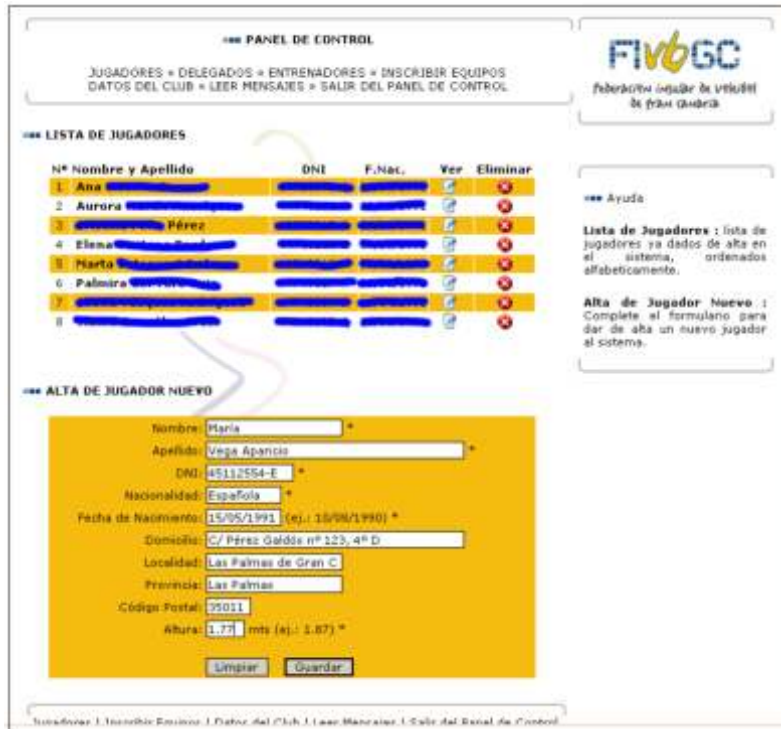 PANEL DE CONTROL
JUGADORES » DELEGADOS » ENTRENADORES » INSCRIBIR EQUIPOS
DATOS DEL CLUB » LEER MENSAJES » SALIR DEL PANEL DE CONTROL
FIVbGC
federación insular de voleibol
de gran canaria
LISTA DE JUGADORES
Nº Nombre y Apellido DNI F.Nac. Ver Eliminar
1 Ana
2 Aurora
3 Pérez
4 Elena
5 Marta
6 Palmira
7
8
Ayuda
Lista de Jugadores : lista de
jugadores ya dados de alta en
el sistema, ordenados
alfabeticamente.
Alta de Jugador Nuevo :
Complete el formulario para
dar de alta un nuevo jugador
al sistema.
ALTA DE JUGADOR NUEVO
Nombre: María *
Apellido: Vega Aparicio *
DNI: 45112554-E *
Nacionalidad: Española *
Fecha de Nacimiento: 15/05/1991 (ej.: 10/08/1990) *
Domicilio: C/ Pérez Galdós nº 123, 4º D
Localidad: Las Palmas de Gran C
Provincia: Las Palmas
Código Postal: 35011
Altura: 1.77 mts (ej.: 1.87) *
Limpiar Guardar
Jugadores | Inscribir Equipos | Datos del Club | Leer Mensajes | Salir del Panel de Control